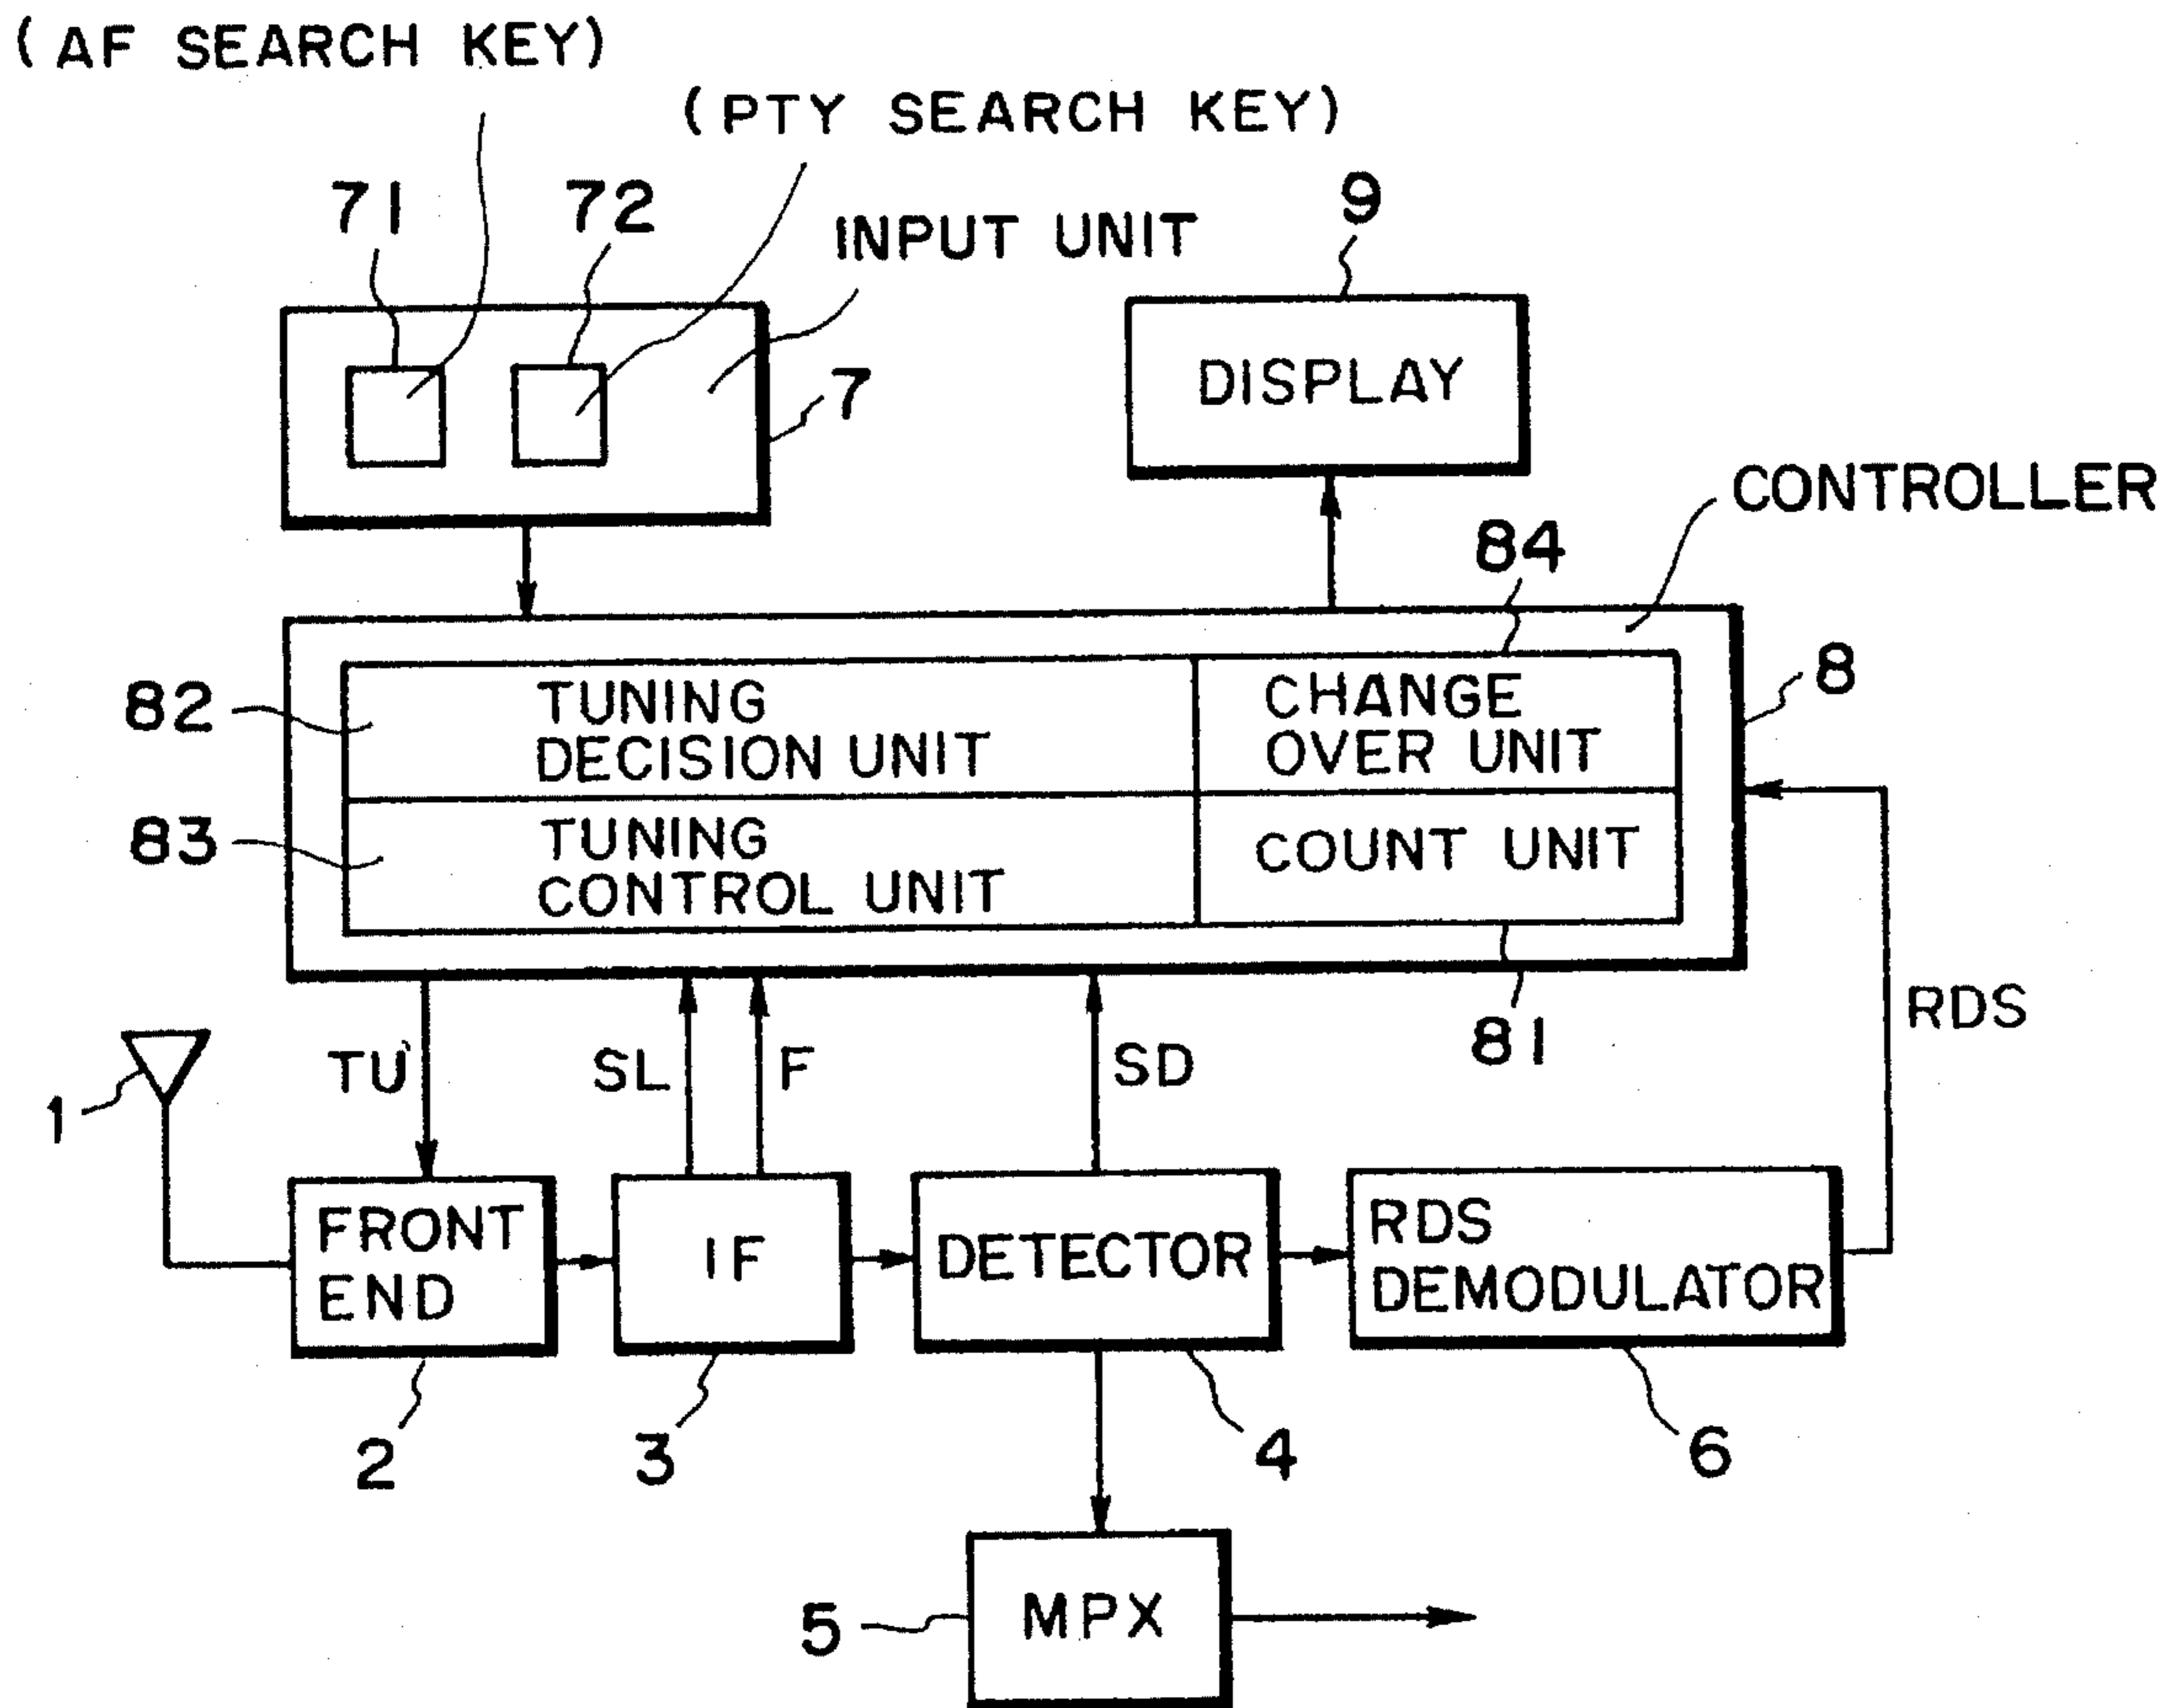 (AF SEARCH KEY)
(PTY SEARCH KEY)
71
72
INPUT UNIT
9
7
DISPLAY
CONTROLLER
84
82
TUNING
DECISION UNIT
CHANGE
OVER UNIT
8
83
TUNING
CONTROL UNIT
COUNT UNIT
81
RDS
1
TU
SL
F
SD
FRONT
END
IF
DETECTOR
RDS
DEMODULATOR
2
3
4
6
5
MPX